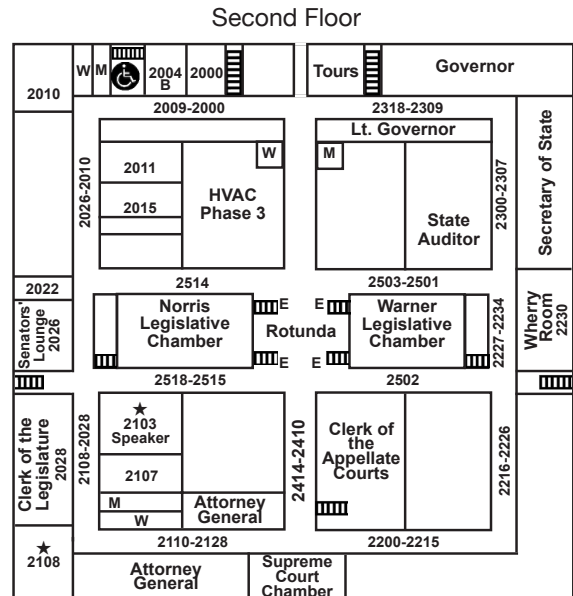 Second Floor
2010
W
M
2004
B
2000
Tours
Governor
2009-2000
2318-2309
Lt. Governor
W
M
2011
2015
HVAC
Phase 3
State
Auditor
2026-2010
2300-2307
Secretary of State
2022
2514
2503-2501
Senators'
Lounge
2026
Norris
Legislative
Chamber
E
E
Rotunda
E
E
Warner
Legislative
Chamber
2227-2234
Wherry
Room
2230
2518-2515
2502
Clerk of the
Legislature
2028
2108-2028
★
2103
Speaker
2107
M
W
Attorney
General
2414-2410
Clerk of
the
Appellate
Courts
2216-2226
2110-2128
2200-2215
★
2108
Attorney
General
Supreme
Court
Chamber